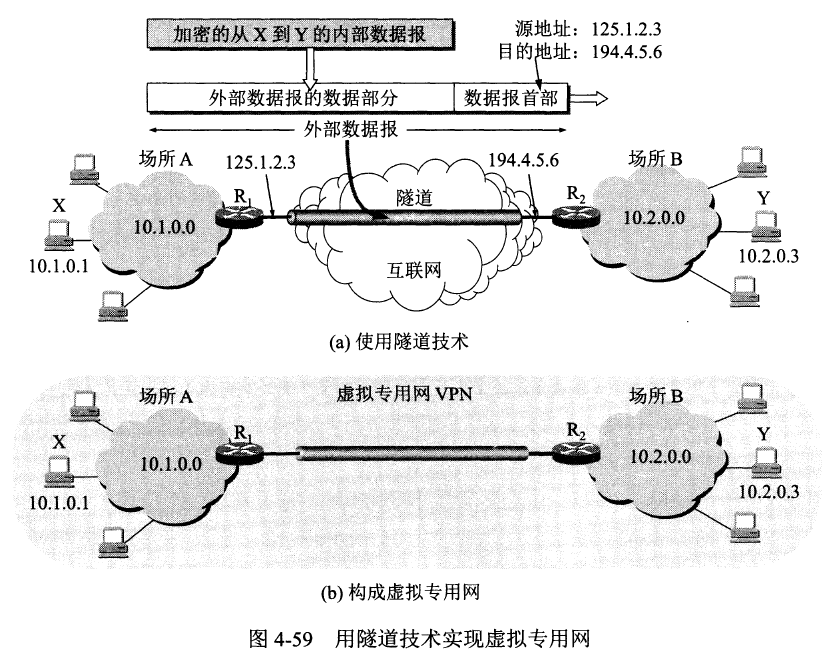 加密的从 X 到 Y 的内部数据报
源地址：125.1.2.3
目的地址：194.4.5.6
外部数据报的数据部分
数据报首部
外部数据报
场所 A
125.1.2.3
194.4.5.6
场所 B
X
R1
隧道
R2
Y
10.1.0.0
10.2.0.0
10.1.0.1
互联网
10.2.0.3
(a) 使用隧道技术
场所 A
虚拟专用网 VPN
场所 B
X
R1
R2
Y
10.1.0.0
10.2.0.0
10.1.0.1
10.2.0.3
(b) 构成虚拟专用网
图 4-59 用隧道技术实现虚拟专用网